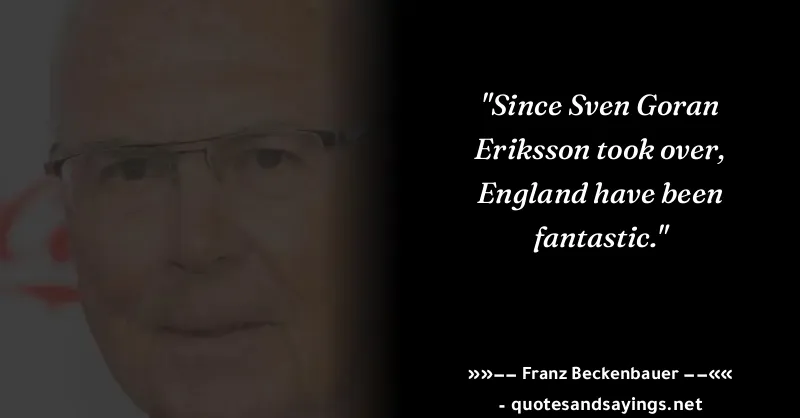 "Since Sven Goran
Eriksson took over,
England have been
fantastic."
»»–– Franz Beckenbauer ––««
- quotesandsayings.net